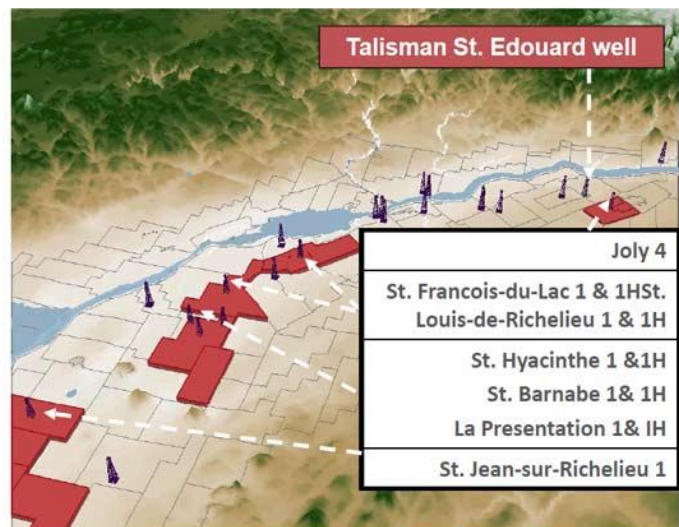 Talisman St. Edouard well
Joly 4
St. Francois-du-Lac 1 & 1HSt.
Louis-de-Richelieu 1 & 1H
St. Hyacinthe 1 &1H
St. Barnabe 1& 1H
La Presentation 1& IH
St. Jean-sur-Richelieu 1